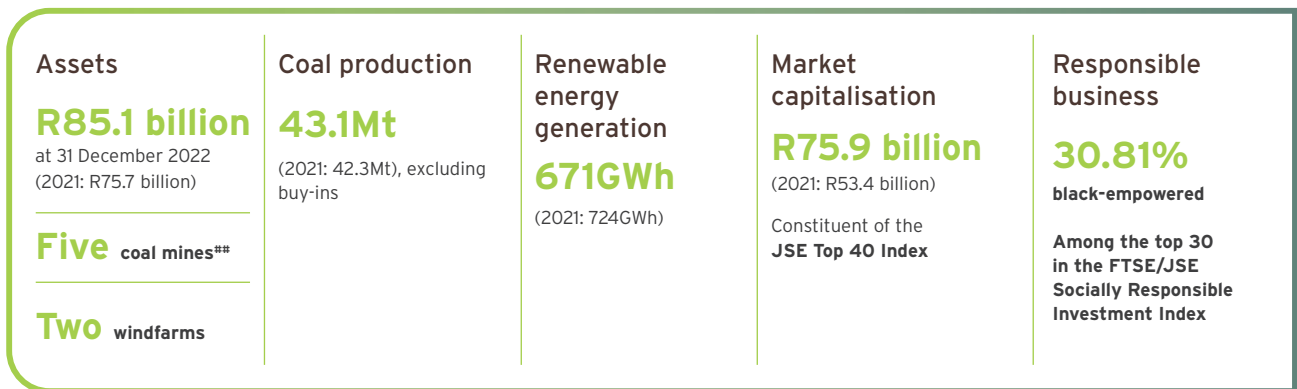 Assets
R85.1 billion
at 31 December 2022
(2021: R75.7 billion)
Five coal mines##
Two windfarms
Coal production
43.1Mt
(2021: 42.3Mt), excluding
buy-ins
Renewable
energy
generation
671GWh
(2021: 724GWh)
Market
capitalisation
R75.9 billion
(2021: R53.4 billion)
Constituent of the
JSE Top 40 Index
Responsible
business
30.81%
black-empowered
Among the top 30
in the FTSE/JSE
Socially Responsible
Investment Index